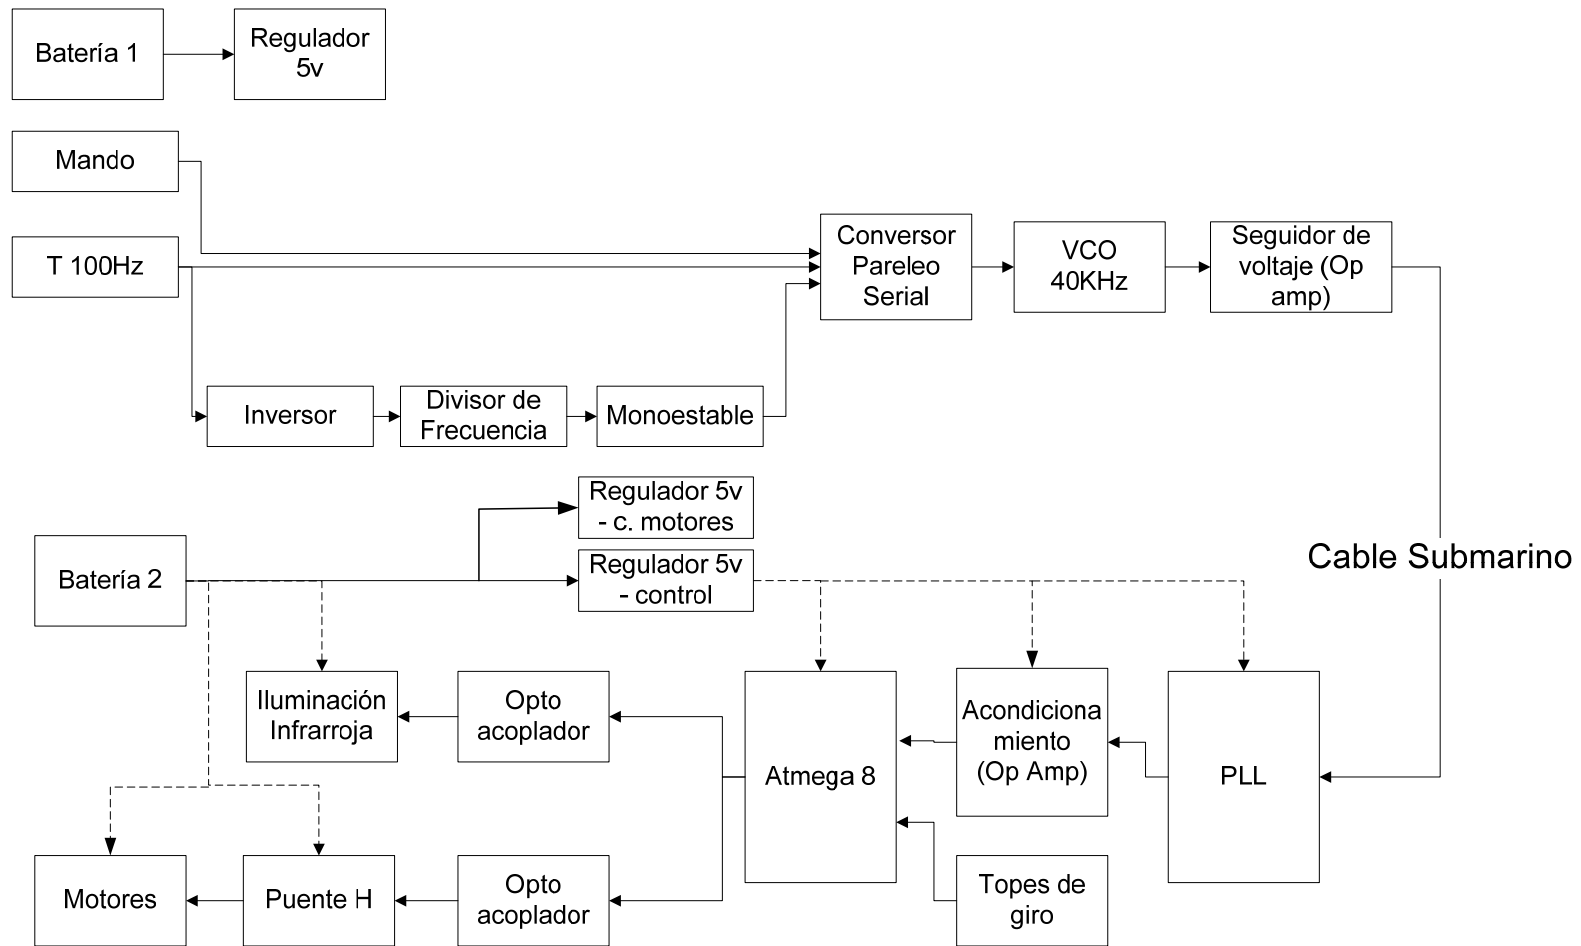 Batería 1
Regulador
5v
Mando
T 100Hz
Conversor
Pareleo
Serial
VCO
40KHz
Seguidor de
voltaje (Op
amp)
Inversor
Divisor de
Frecuencia
Monoestable
Regulador 5v
- c. motores
Batería 2
Regulador 5v
- control
Cable Submarino
Iluminación
Infrarroja
Opto
acoplador
Atmega 8
Acondiciona
miento
(Op Amp)
PLL
Motores
Puente H
Opto
acoplador
Topes de
giro